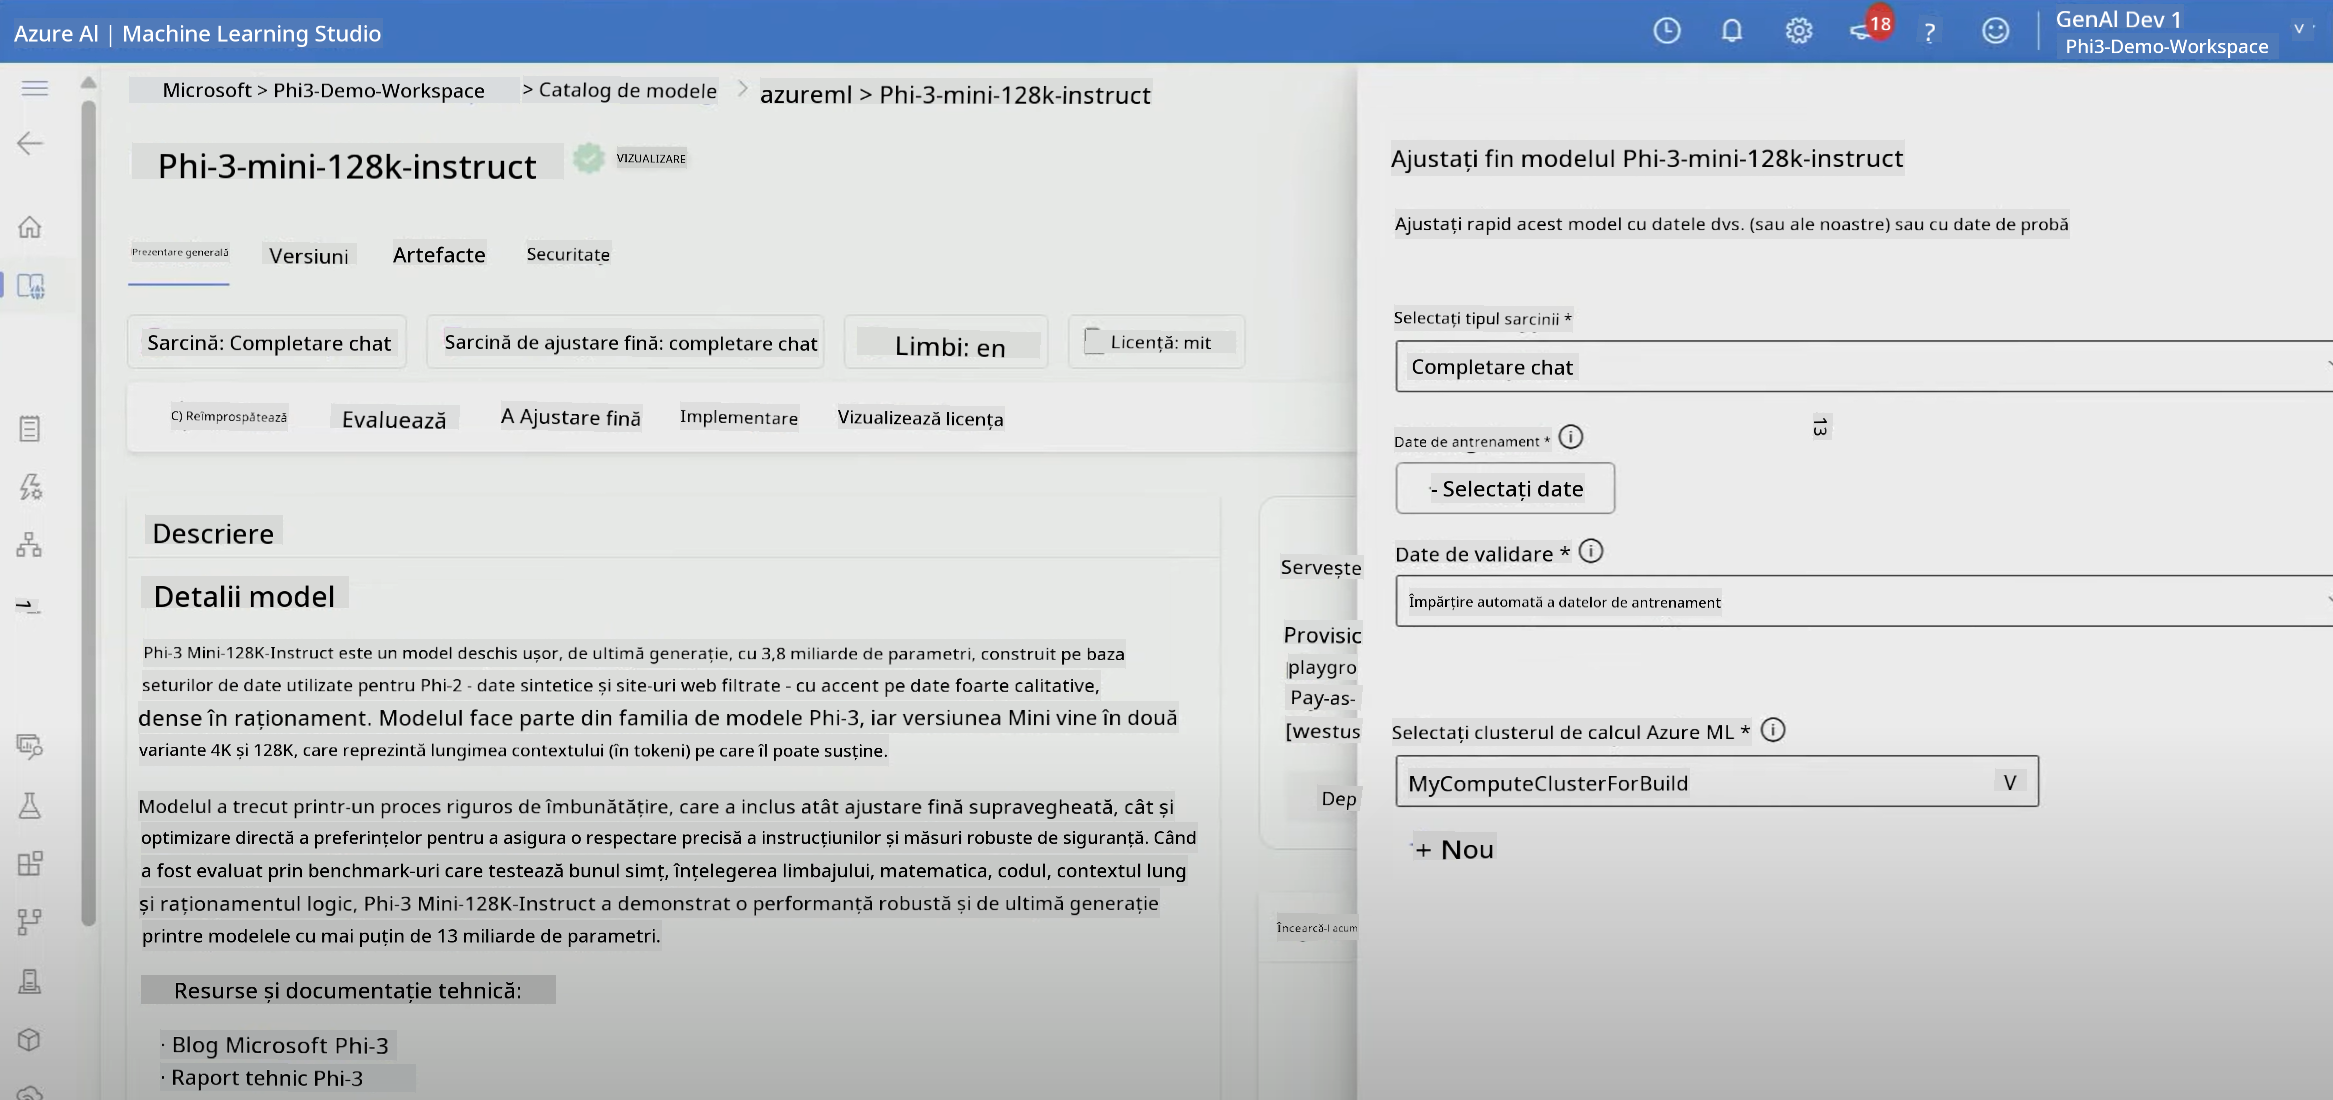 Azure AI | Machine Learning Studio
18
?
GenAI Dev 1
Phi3-Demo-Workspace
Microsoft > Phi3-Demo-Workspace > Catalog de modele > azureml > Phi-3-mini-128k-instruct
Phi-3-mini-128k-instruct
VIZUALIZARE
Prezentare generală
Versiuni
Artefacte
Securitate
Sarcină: Completare chat
Sarcină de ajustare fină: completare chat
Limbi: en
Licență: mit
C) Reîmprospătează
Evaluează
A Ajustare fină
Implementare
Vizualizează licența
Descriere
Detalii model
Phi-3 Mini-128K-Instruct este un model deschis ușor, de ultimă generație, cu 3,8 miliarde de parametri, construit pe baza
seturilor de date utilizate pentru Phi-2 - date sintetice și site-uri web filtrate - cu accent pe date foarte calitative,
dense în raționament. Modelul face parte din familia de modele Phi-3, iar versiunea Mini vine în două
variante 4K și 128K, care reprezintă lungimea contextului (în tokeni) pe care îl poate susține.
Modelul a trecut printr-un proces riguros de îmbunătățire, care a inclus atât ajustare fină supravegheată, cât și
optimizare directă a preferințelor pentru a asigura o respectare precisă a instrucțiunilor și măsuri robuste de siguranță. Când
a fost evaluat prin benchmark-uri care testează bunul simț, înțelegerea limbajului, matematica, codul, contextul lung
și raționamentul logic, Phi-3 Mini-128K-Instruct a demonstrat o performanță robustă și de ultimă generație
printre modelele cu mai puțin de 13 miliarde de parametri.
Resurse și documentație tehnică:
· Blog Microsoft Phi-3
· Raport tehnic Phi-3
Servește
Provisic
playgro
Pay-as-
[westus
Dep
Încearcă-l acum
Ajustați fin modelul Phi-3-mini-128k-instruct
Ajustați rapid acest model cu datele dvs. (sau ale noastre) sau cu date de probă
Selectați tipul sarcinii *
Completare chat
13
Date de antrenament *
- Selectați date
Date de validare *
Împărțire automată a datelor de antrenament
Selectați clusterul de calcul Azure ML *
MyComputeClusterForBuild
V
+ Nou